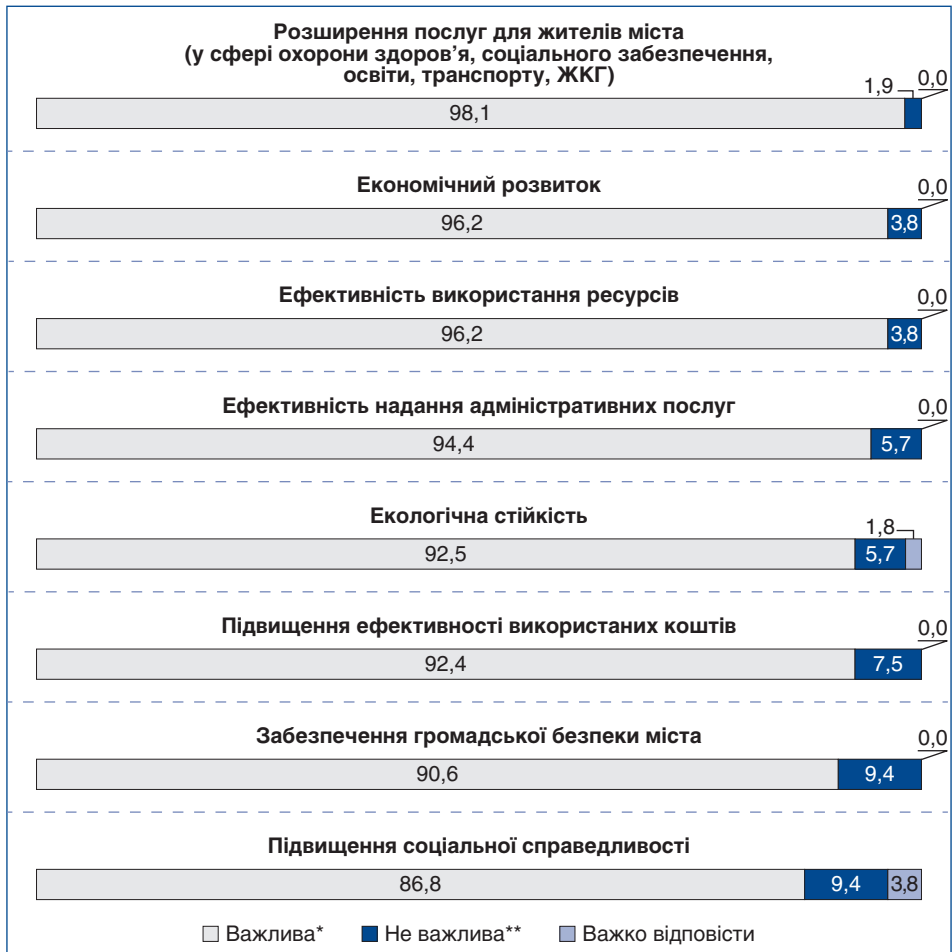 Розширення послуг для жителів міста
(у сфері охорони здоров’я, соціального забезпечення,
освіти, транспорту, ЖКГ)
1,9 0,0
98,1
Економічний розвиток
0,0
96,2 3,8
Ефективність використання ресурсів
0,0
96,2 3,8
Ефективність надання адміністративних послуг
0,0
94,4 5,7
Екологічна стійкість
1,8
92,5 5,7
Підвищення ефективності використаних коштів
0,0
92,4 7,5
Забезпечення громадської безпеки міста
0,0
90,6 9,4
Підвищення соціальної справедливості
86,8 9,4 3,8
Важлива* Не важлива** Важко відповісти